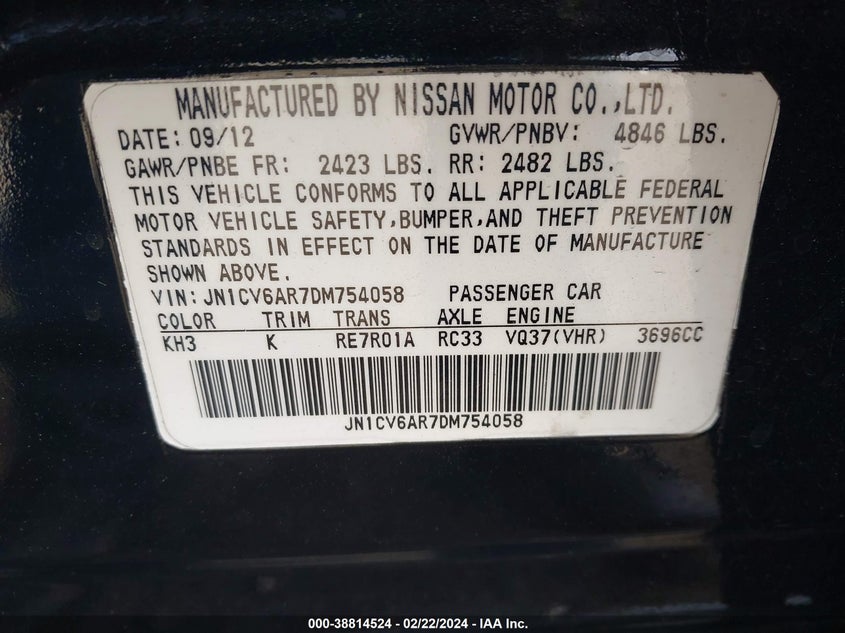 MANUFACTURED BY NISSAN MOTOR CO.,LTD.
DATE: 09/12 GVWR/PNBV: 4846 LBS.
GAWR/PNBE FR: 2423 LBS. RR: 2482 LBS.
THIS VEHICLE CONFORMS TO ALL APPLICABLE FEDERAL
MOTOR VEHICLE SAFETY,BUMPER,AND THEFT PREVENTION
STANDARDS IN EFFECT ON THE DATE OF MANUFACTURE
SHOWN ABOVE.
VIN: JN1CV6AR7DM754058 PASSENGER CAR
COLOR TRIM TRANS AXLE ENGINE
KH3 K RE7R01A RC33 VQ37(VHR) 3696CC
JN1CV6AR7DM754058
000-38814524 - 02/22/2024 - IAA Inc.